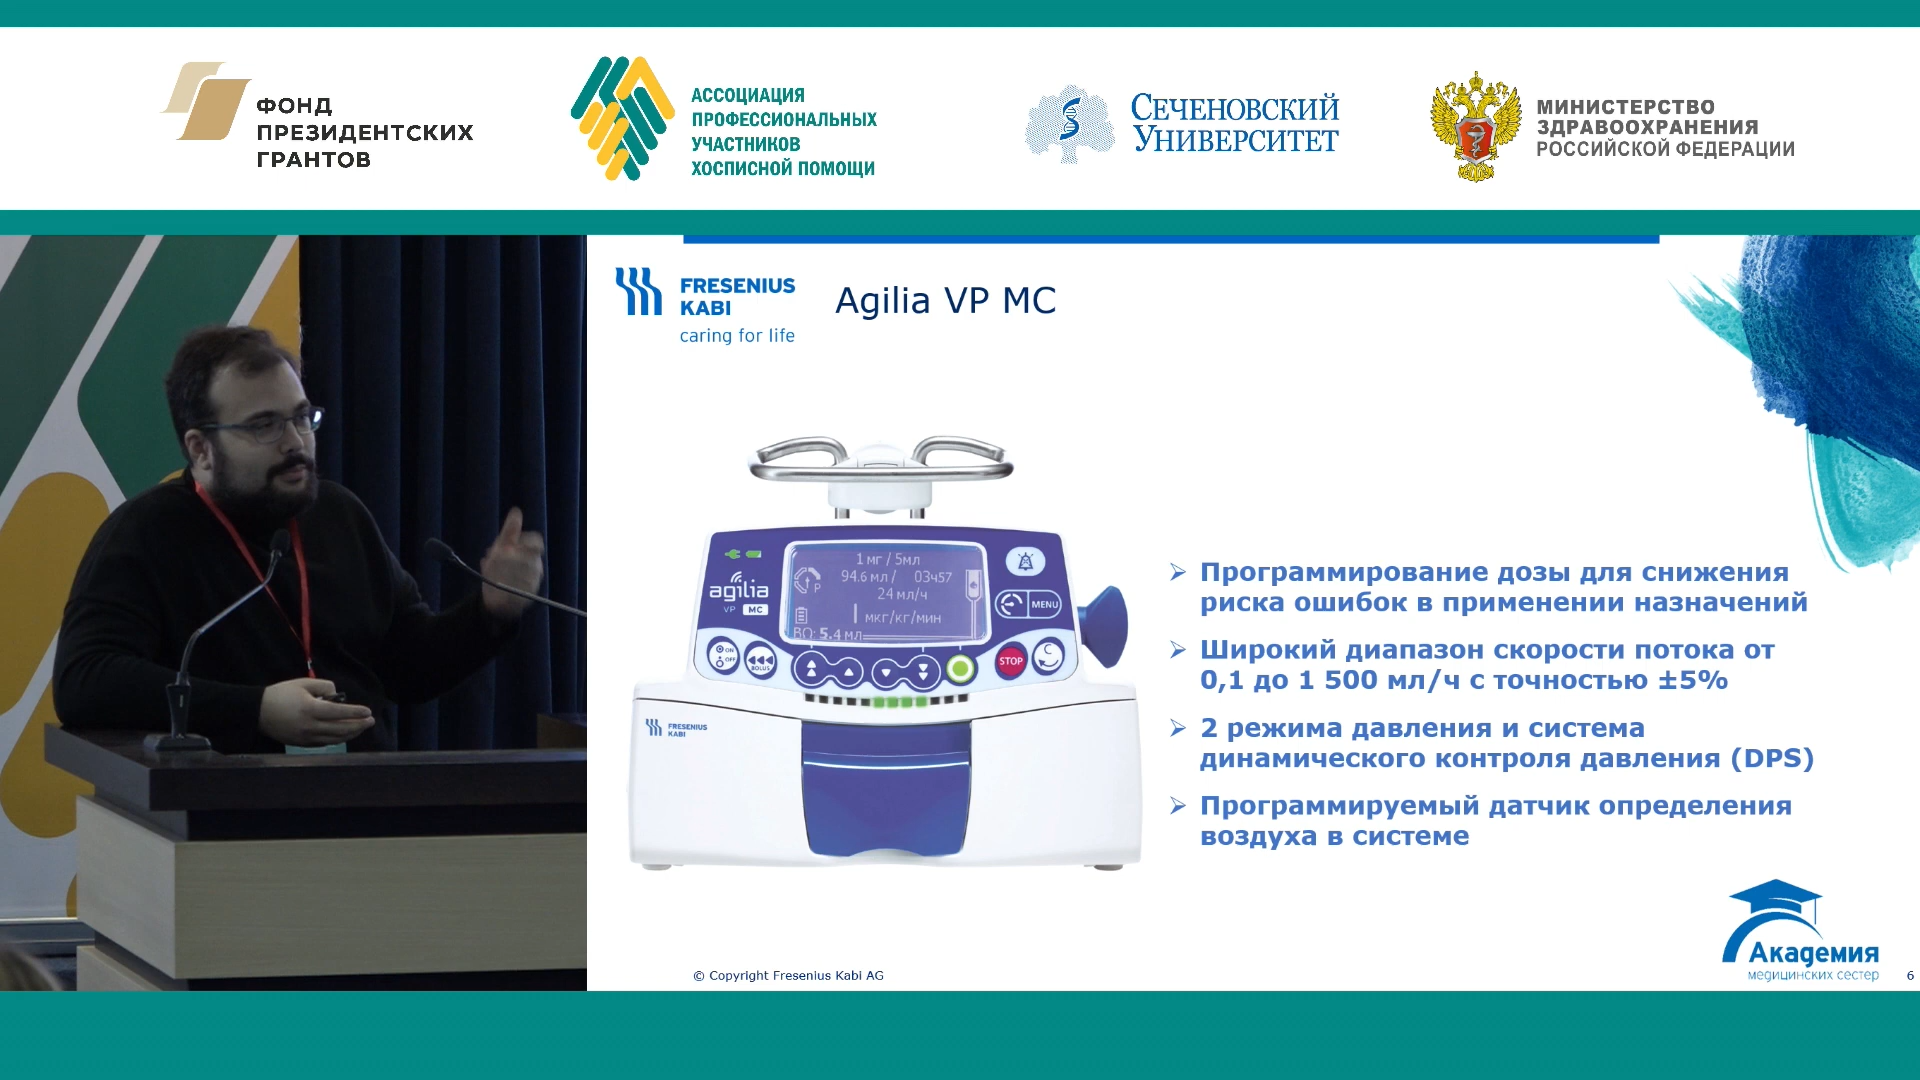 ФОНД
ПРЕЗИДЕНТСКИХ
ГРАНТОВ
АССОЦИАЦИЯ
ПРОФЕССИОНАЛЬНЫХ
УЧАСТНИКОВ
ХОСПИСНОЙ ПОМОЩИ
СЕЧЕНОВСКИЙ
УНИВЕРСИТЕТ
МИНИСТЕРСТВО
ЗДРАВООХРАНЕНИЯ
РОССИЙСКОЙ ФЕДЕРАЦИИ
FRESENIUS
KABI
caring for life
Agilia VP MC
1 мг / 5мл
94.6 мл / 03ч57
24 мл/ч
P
мкг/кг/мин
ВО: 5.4 мл
agilia
VP MC
MENU
ON
OFF
BOLUS
STOP
C
FRESENIUS
KABI
Программирование дозы для снижения
риска ошибок в применении назначений
Широкий диапазон скорости потока от
0,1 до 1 500 мл/ч с точностью ±5%
2 режима давления и система
динамического контроля давления (DPS)
Программируемый датчик определения
воздуха в системе
Академия
медицинских сестер
© Copyright Fresenius Kabi AG
6